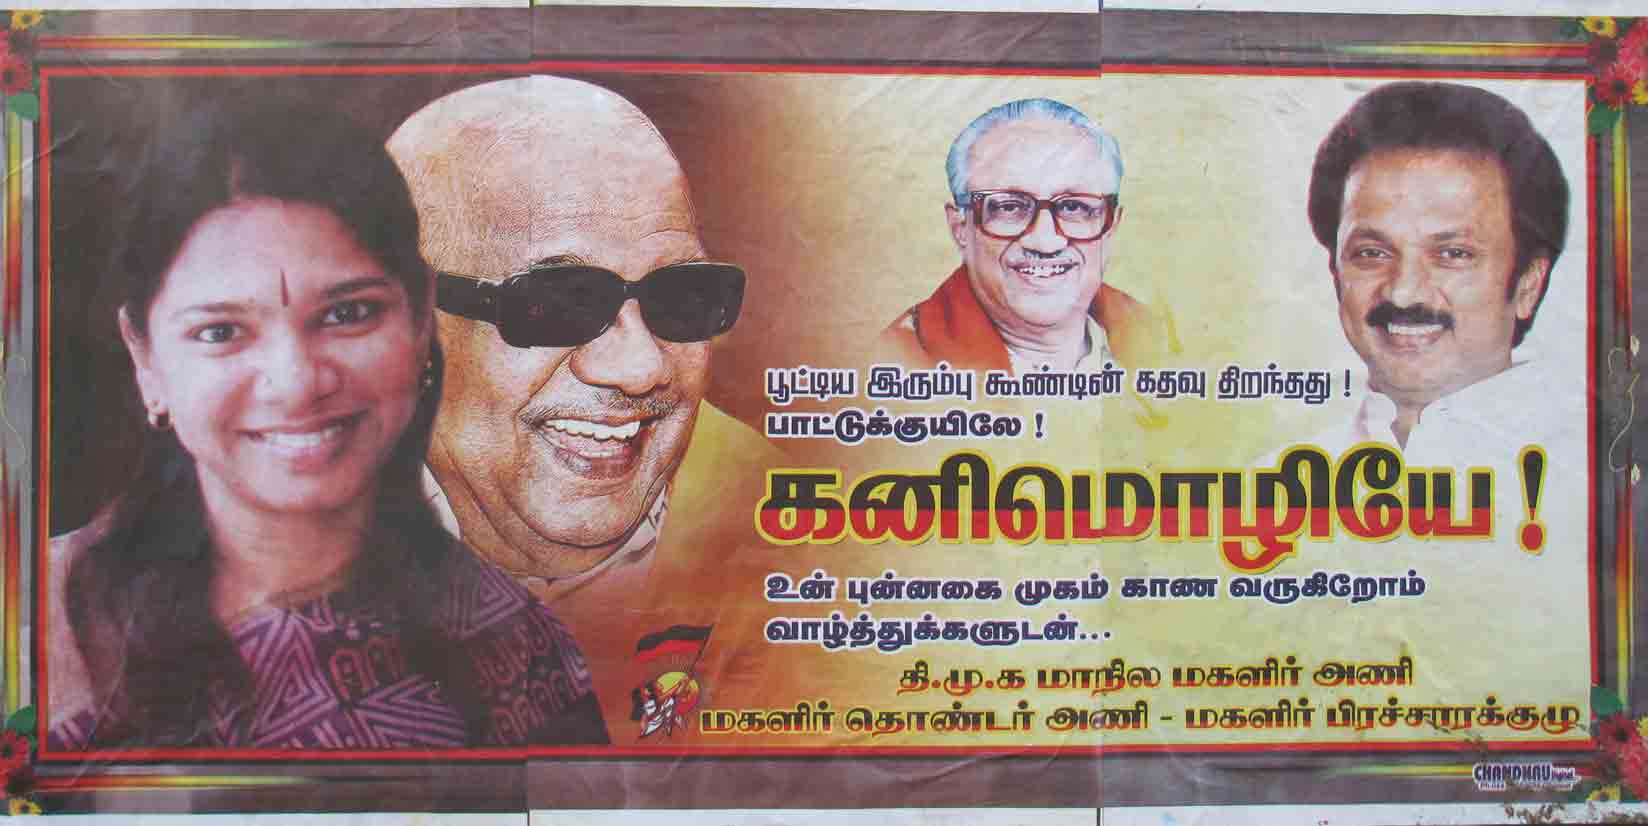 பூட்டிய இரும்பு கூண்டின் கதவு திறந்தது !
பாட்டுக்குயிலே !
கனிமொழியே !
உன் புன்னகை முகம் காண வருகிறோம்
வாழ்த்துக்களுடன்...
தி.மு.க மாநில மகளிர் அணி
மகளிர் தொண்டர் அணி - மகளிர் பிரச்சாரக்குழு